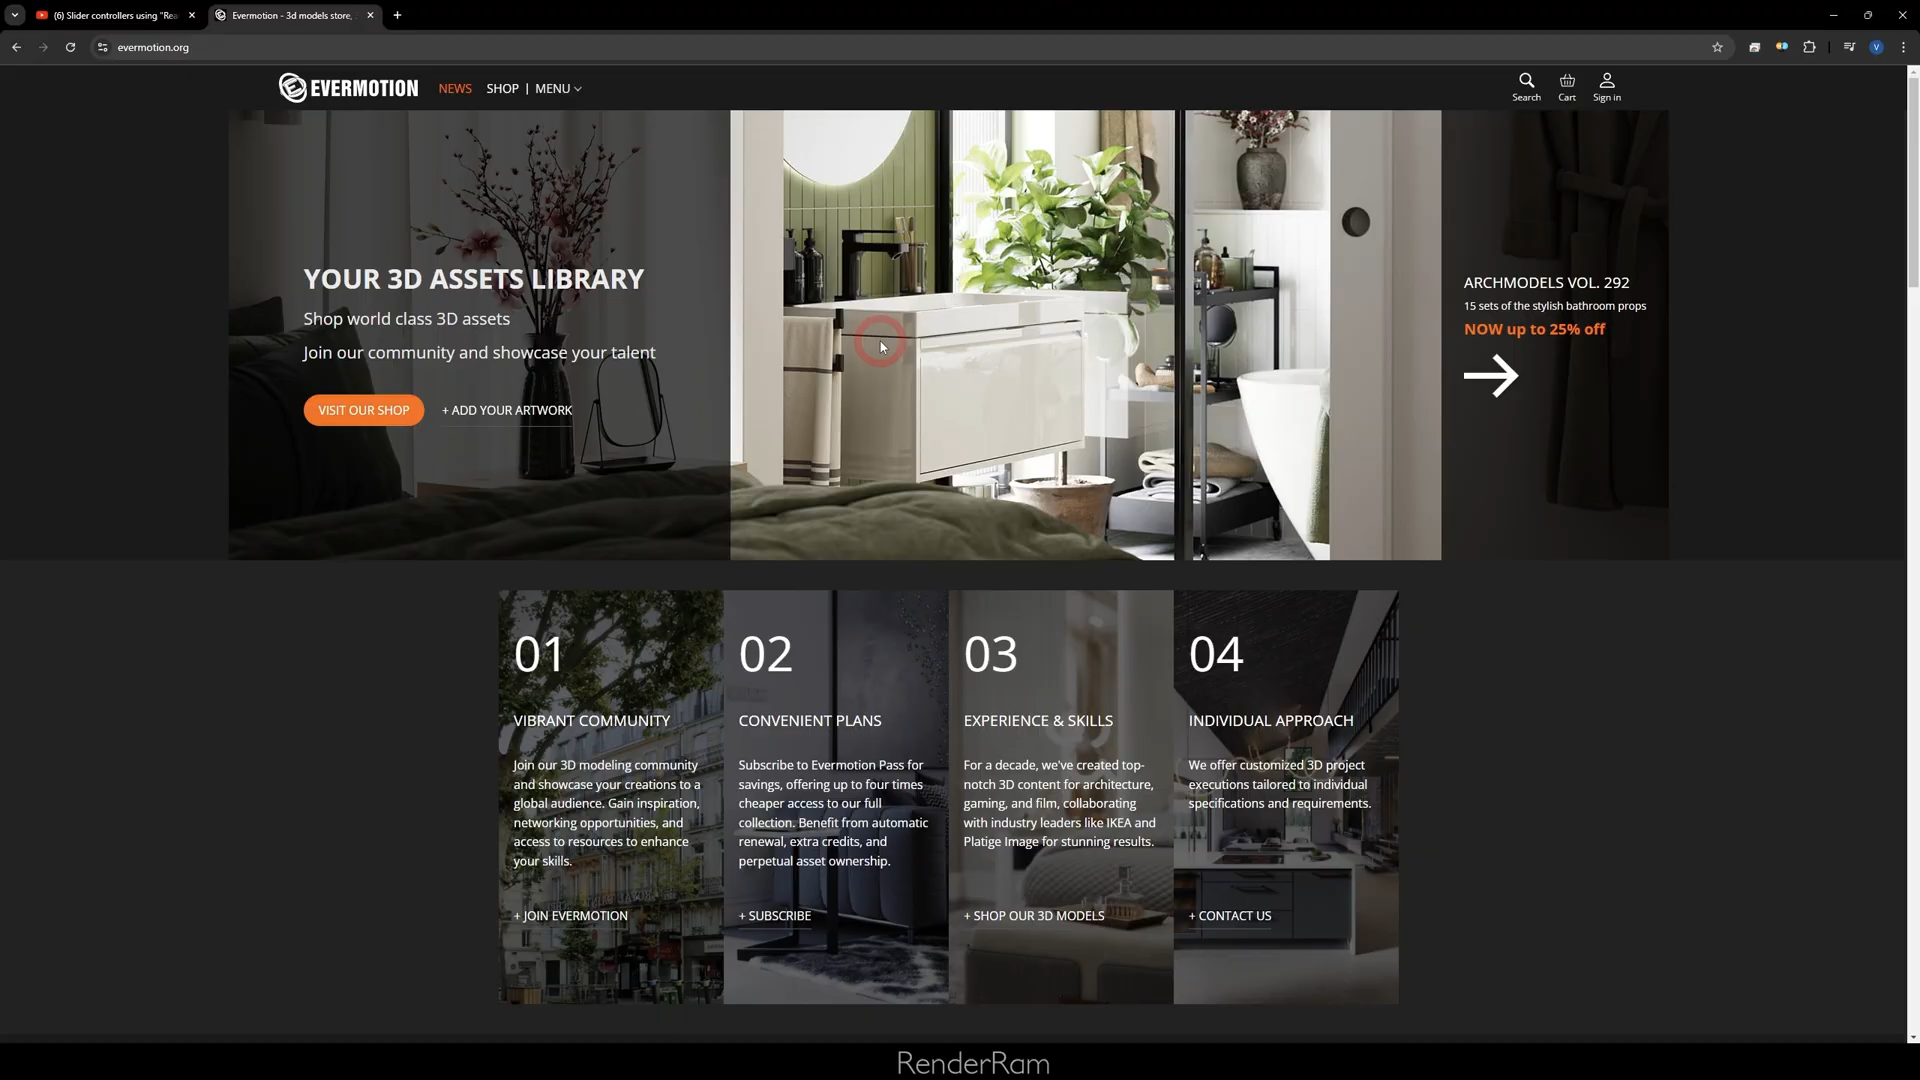 (6) Slider controllers using "Rea
Evermotion - 3d models store,
evermotion.org
V
EVERMOTION
NEWS
SHOP | MENU
Search
Cart
Sign in
YOUR 3D ASSETS LIBRARY
Shop world class 3D assets
Join our community and showcase your talent
VISIT OUR SHOP
+ ADD YOUR ARTWORK
ARCHMODELS VOL. 292
15 sets of the stylish bathroom props
NOW up to 25% off
01
VIBRANT COMMUNITY
Join our 3D modeling community
and showcase your creations to a
global audience. Gain inspiration,
networking opportunities, and
access to resources to enhance
your skills.
+ JOIN EVERMOTION
02
CONVENIENT PLANS
Subscribe to Evermotion Pass for
savings, offering up to four times
cheaper access to our full
collection. Benefit from automatic
renewal, extra credits, and
perpetual asset ownership.
+ SUBSCRIBE
03
EXPERIENCE & SKILLS
For a decade, we've created top-
notch 3D content for architecture,
gaming, and film, collaborating
with industry leaders like IKEA and
Platige Image for stunning results.
+ SHOP OUR 3D MODELS
04
INDIVIDUAL APPROACH
We offer customized 3D project
executions tailored to individual
specifications and requirements.
+ CONTACT US
RenderRam